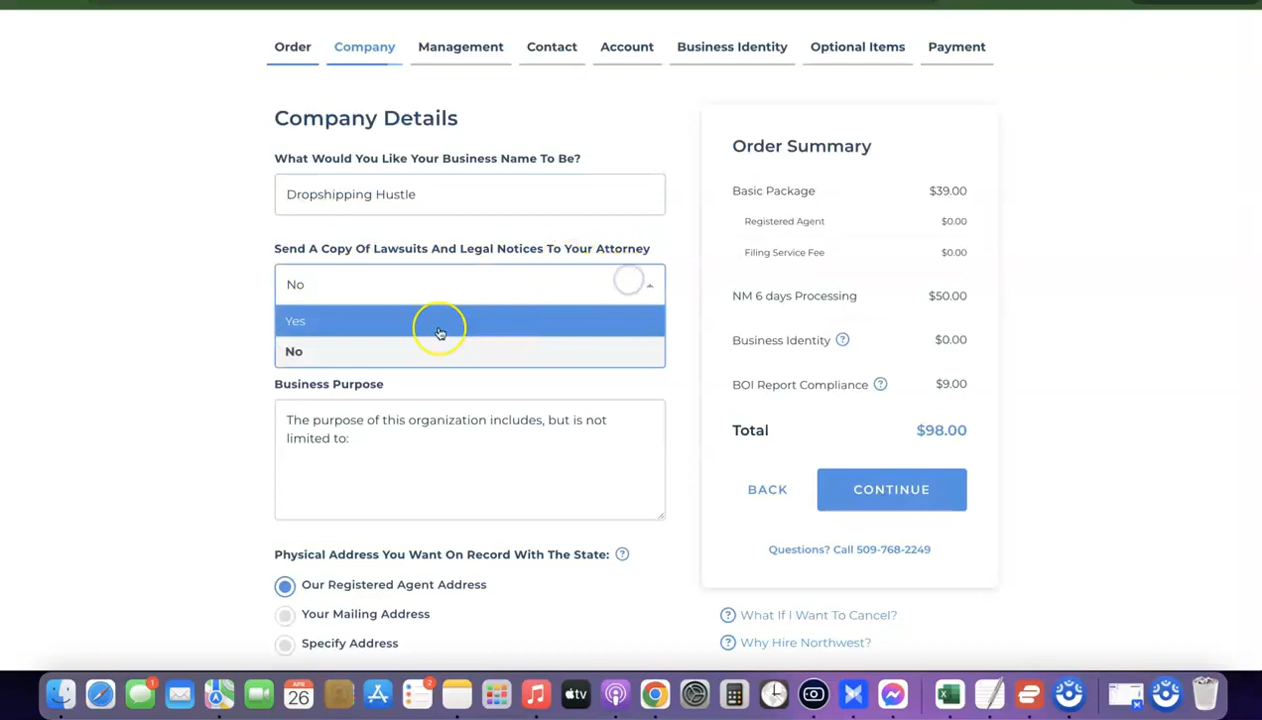 Order Company Management Contact Account Business Identity Optional Items Payment
Company Details
What Would You Like Your Business Name To Be?
Dropshipping Hustle
Send A Copy Of Lawsuits And Legal Notices To Your Attorney
No
Yes
No
Business Purpose
The purpose of this organization includes, but is not
limited to:
Physical Address You Want On Record With The State: ?
Our Registered Agent Address
Your Mailing Address
Specify Address
Order Summary
Basic Package $39.00
Registered Agent $0.00
Filing Service Fee $0.00
NM 6 days Processing $50.00
Business Identity ? $0.00
BOI Report Compliance ? $9.00
Total $98.00
BACK CONTINUE
Questions? Call 509-768-2249
? What If I Want To Cancel?
? Why Hire Northwest?
1 APR 26 2 tv